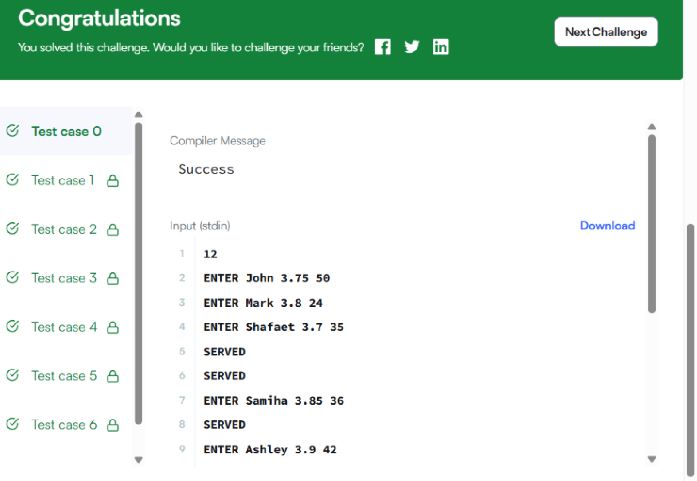 Congratulations
You solved this challenge. Would you like to challenge your friends?
Next Challenge
Test case 0
Test case 1
Test case 2
Test case 3
Test case 4
Test case 5
Test case 6
Compiler Message
Success
Input (stdin)
Download
1 12
2 ENTER John 3.75 50
3 ENTER Mark 3.8 24
4 ENTER Shafaet 3.7 35
5 SERVED
6 SERVED
7 ENTER Samiha 3.85 36
8 SERVED
9 ENTER Ashley 3.9 42